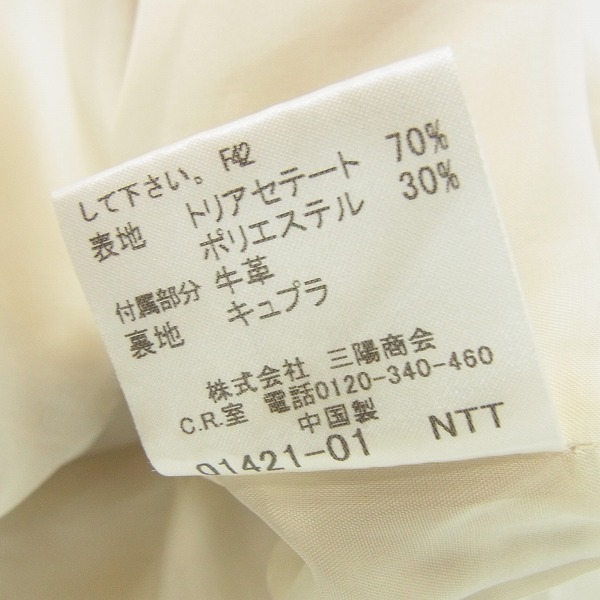 して下さい。 F42
表地 トリアセテート 70%
ポリエステル 30%
付属部分 牛革
裏地 キュプラ
株式会社 三陽商会
C.R.室 電話0120-340-460
中国製
01421-01 NTT